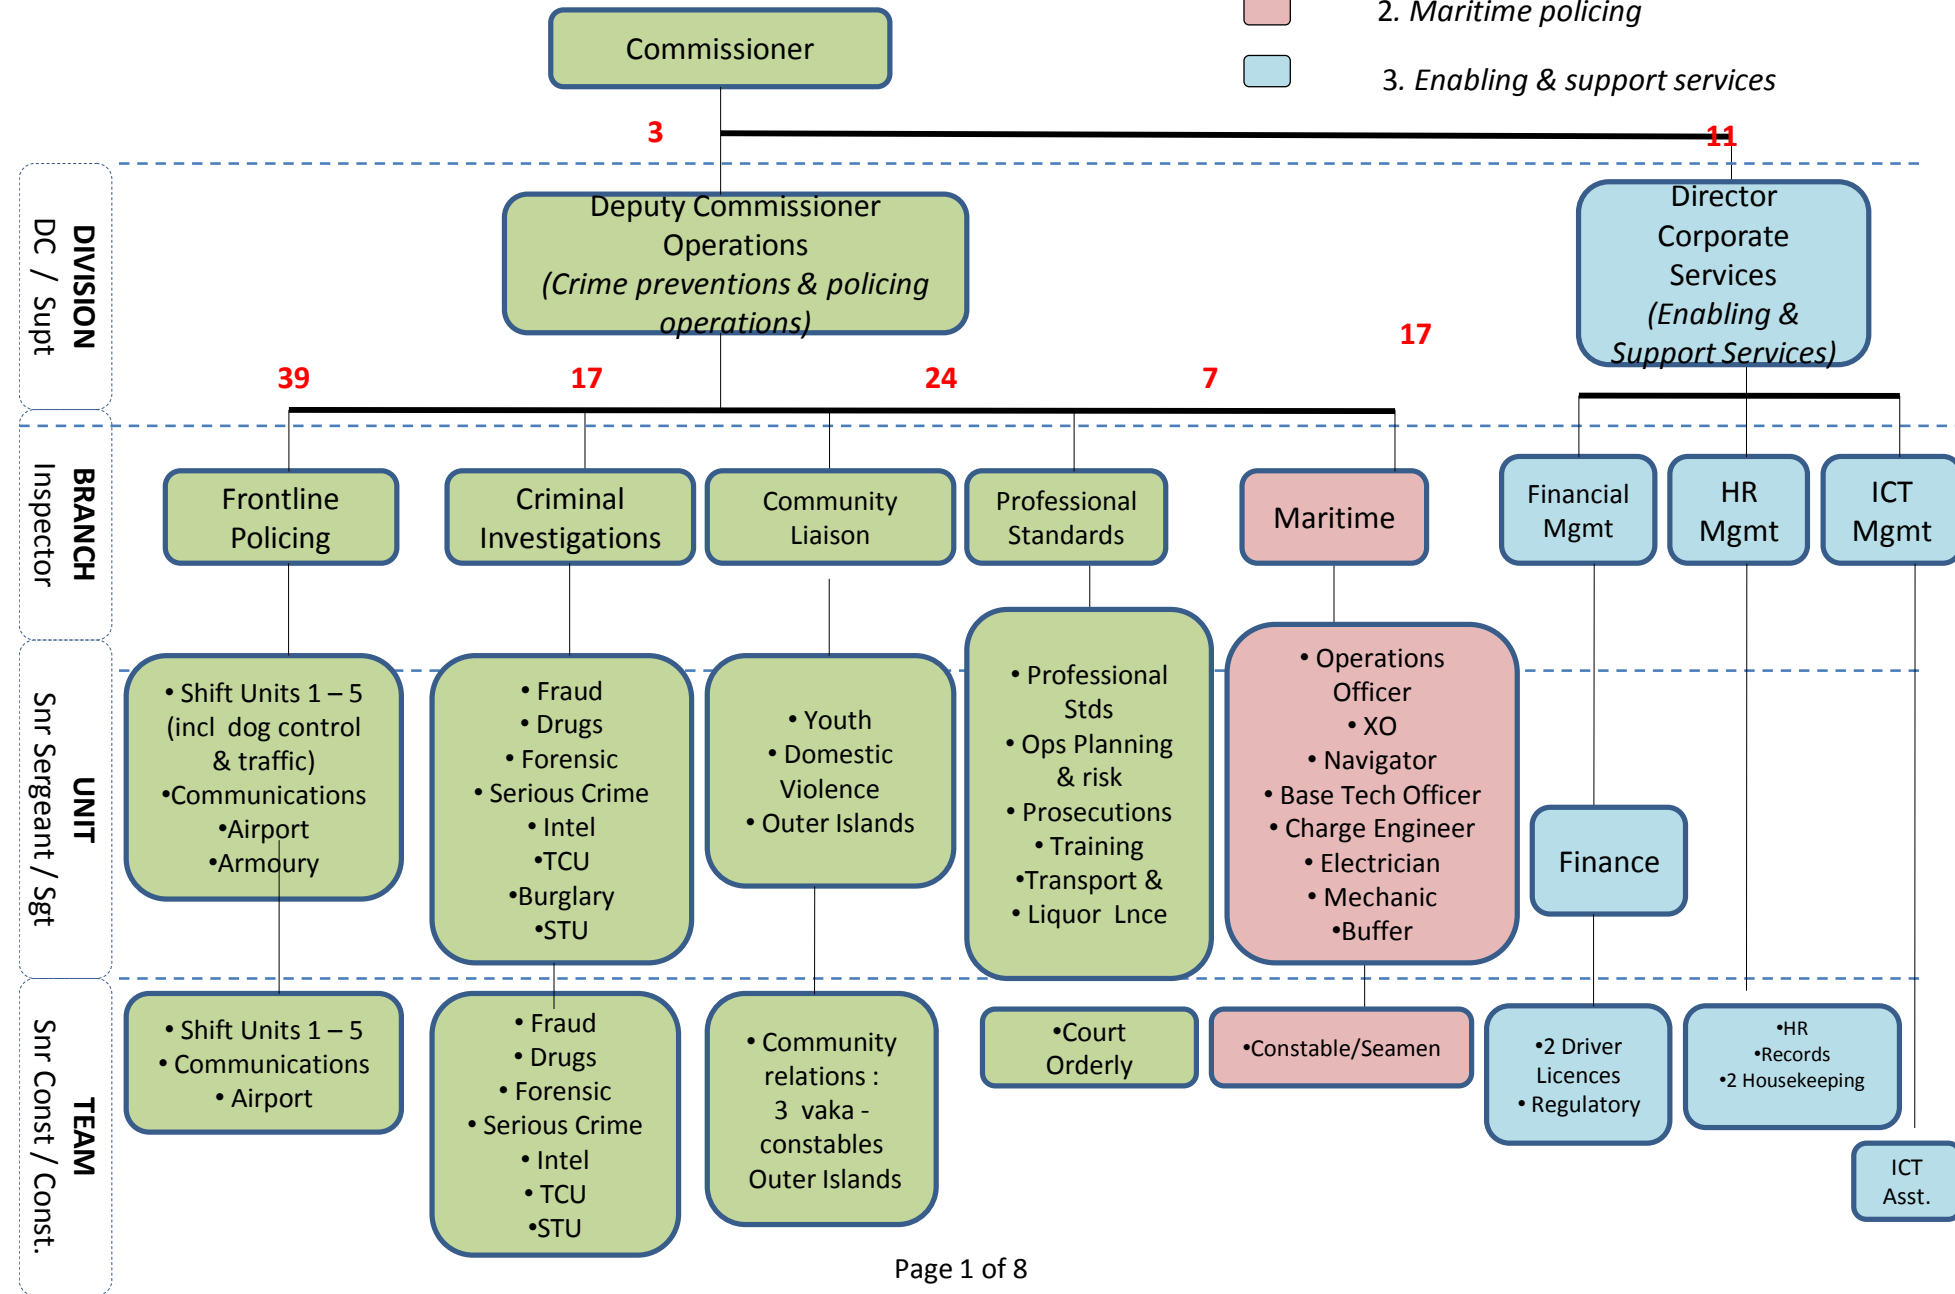 2. Maritime policing
Commissioner
3. Enabling & support services
3
11
DIVISION
DC / Supt
Deputy Commissioner
Operations
(Crime preventions & policing
operations)
Director
Corporate
Services
(Enabling &
Support Services)
39
17
24
7
17
BRANCH
Inspector
Frontline
Policing
Criminal
Investigations
Community
Liaison
Professional
Standards
Maritime
Financial
Mgmt
HR
Mgmt
ICT
Mgmt
UNIT
Snr Sergeant / Sgt
• Shift Units 1 – 5
(incl dog control
& traffic)
•Communications
•Airport
•Armoury
• Fraud
• Drugs
• Forensic
• Serious Crime
• Intel
•TCU
•Burglary
•STU
• Youth
• Domestic
Violence
• Outer Islands
• Professional
Stds
• Ops Planning
& risk
• Prosecutions
• Training
•Transport &
• Liquor Lnce
• Operations
Officer
• XO
• Navigator
• Base Tech Officer
• Charge Engineer
• Electrician
• Mechanic
•Buffer
Finance
TEAM
Snr Const / Const.
• Shift Units 1 – 5
• Communications
• Airport
• Fraud
• Drugs
• Forensic
• Serious Crime
• Intel
• TCU
•STU
• Community
relations :
3 vaka -
constables
Outer Islands
•Court
Orderly
•Constable/Seamen
•2 Driver
Licences
• Regulatory
•HR
•Records
•2 Housekeeping
ICT
Asst.
Page 1 of 8